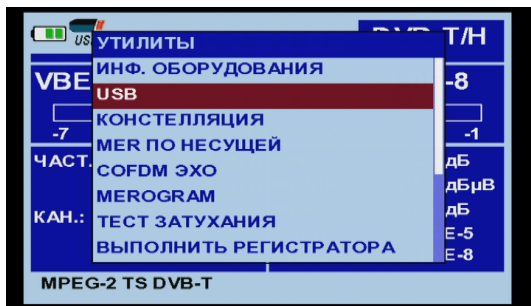 US DVB-T/H
УТИЛИТЫ
ИНФ. ОБОРУДОВАНИЯ
VBE -8
USB
КОНСТЕЛЛЯЦИЯ
-7 -1
MER ПО НЕСУЩЕЙ
ЧАСТ. дБ
COFDM ЭХО
дБµВ
MEROGRAM
КАН.: дБ
ТЕСТ ЗАТУХАНИЯ
E-5
ВЫПОЛНИТЬ РЕГИСТРАТОРА
E-8
MPEG-2 TS DVB-T